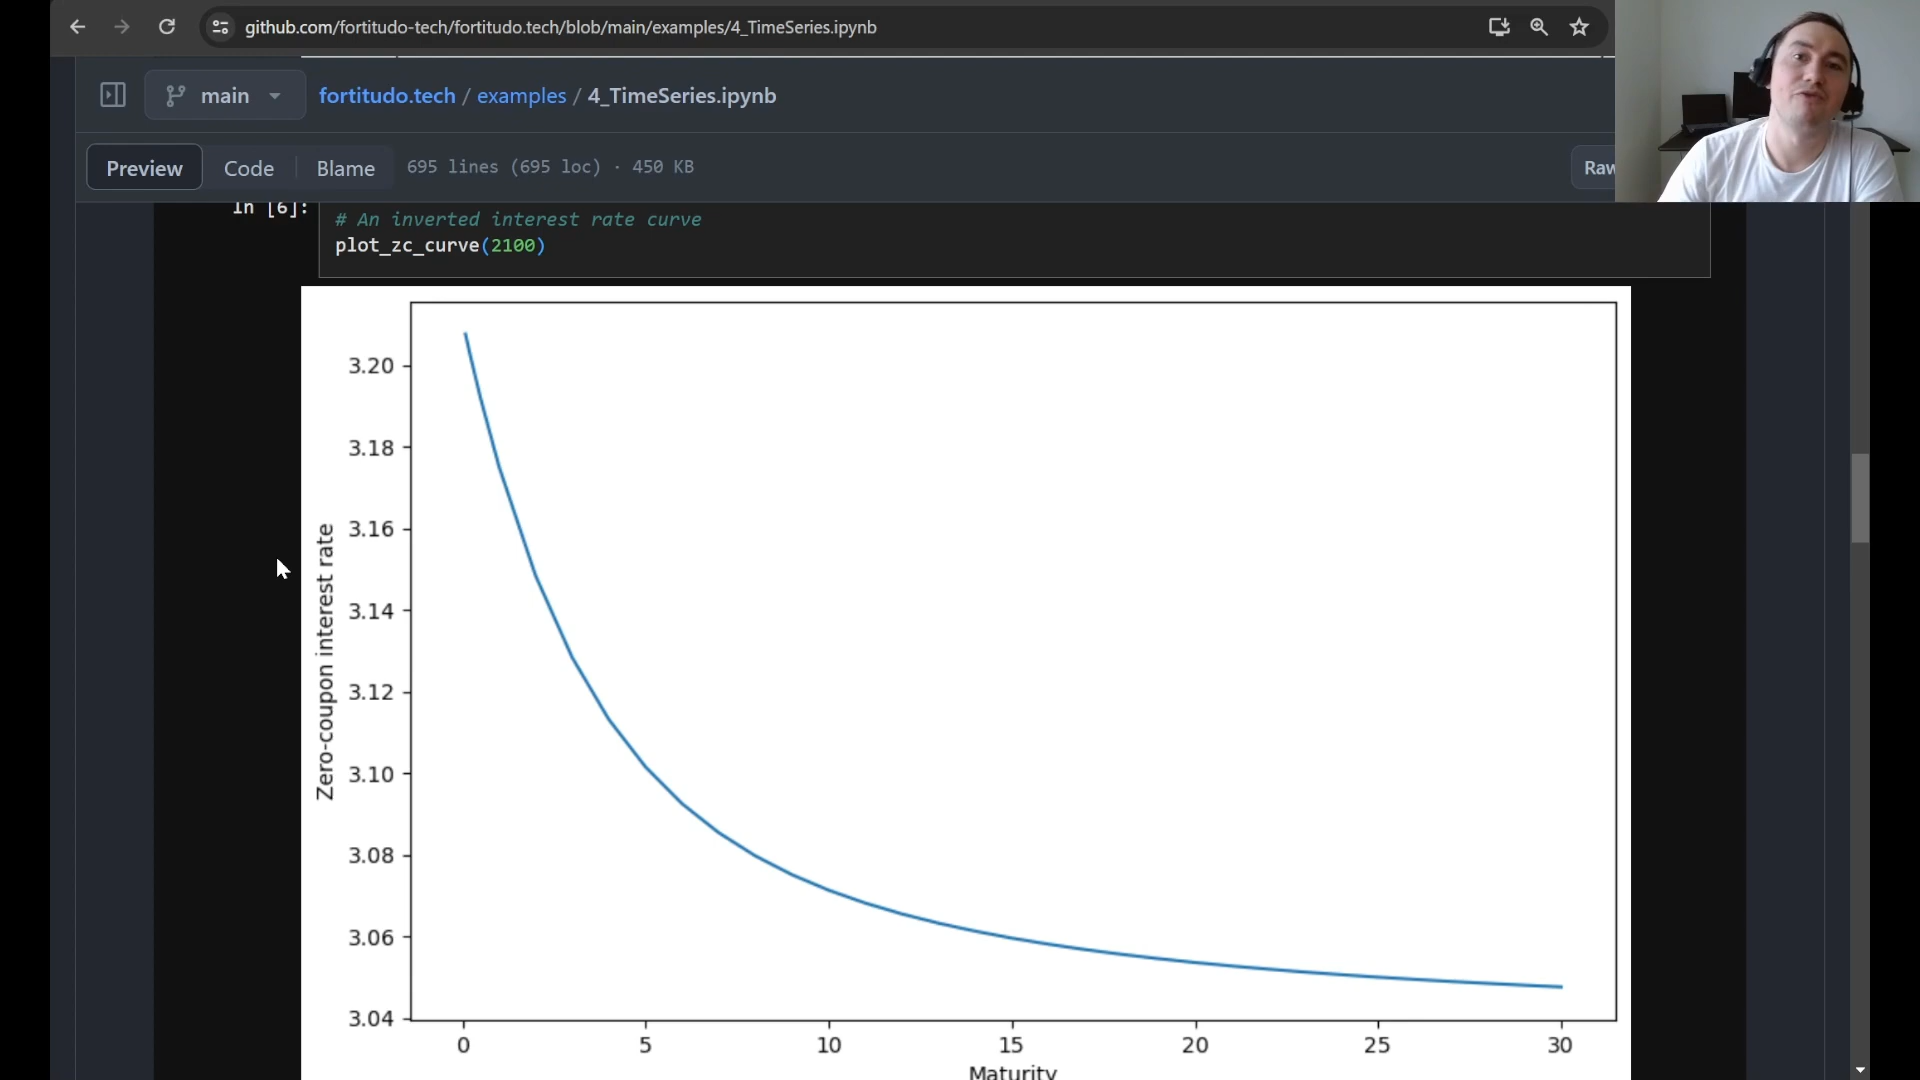 github.com/fortitudo-tech/fortitudo.tech/blob/main/examples/4_TimeSeries.ipynb
main
fortitudo.tech / examples / 4_TimeSeries.ipynb
Preview
Code
Blame
695 lines (695 loc) · 450 KB
Raw
In [6]:
# An inverted interest rate curve
plot_zc_curve(2100)
Zero-coupon interest rate
3.20
3.18
3.16
3.14
3.12
3.10
3.08
3.06
3.04
0 5 10 15 20 25 30
Maturity